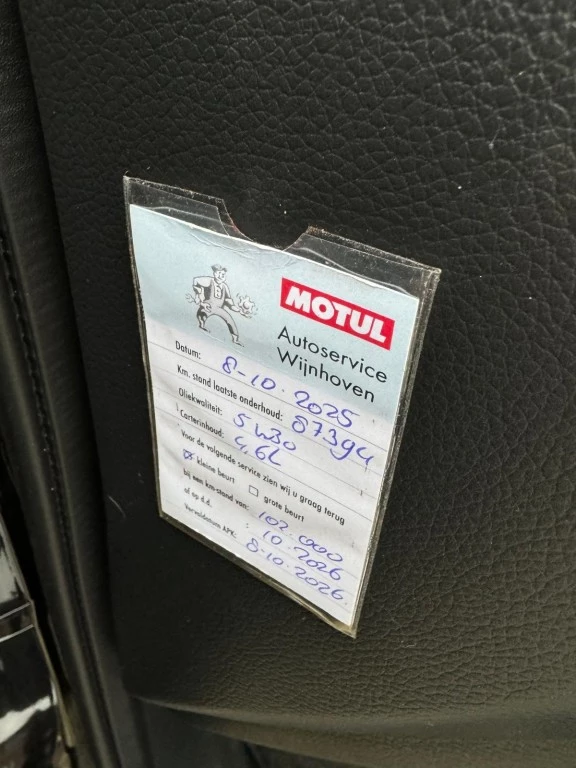 MOTUL
Autoservice
Wijnhoven
Datum: 8-10-2025
Km. stand laatste onderhoud: 87394
Oliekwaliteit: 5W30
Carterinhoud: 4,6L
Voor de volgende service zien wij u graag terug
kleine beurt grote beurt
bij een km-stand van: 102.000
of op d.d. 10.2026
Vervaldatum APK: 8-10-2026.